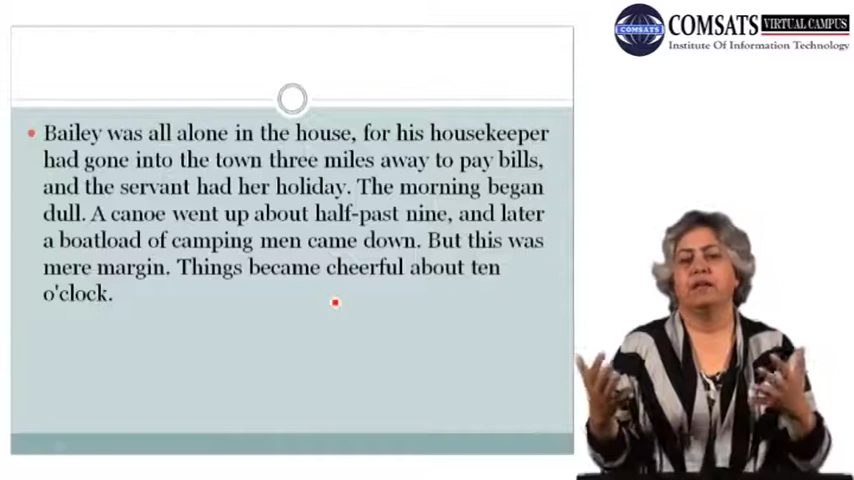 COMSATS VIRTUAL CAMPUS
COMSATS
Institute Of Information Technology
• Bailey was all alone in the house, for his housekeeper
had gone into the town three miles away to pay bills,
and the servant had her holiday. The morning began
dull. A canoe went up about half-past nine, and later
a boatload of camping men came down. But this was
mere margin. Things became cheerful about ten
o'clock.